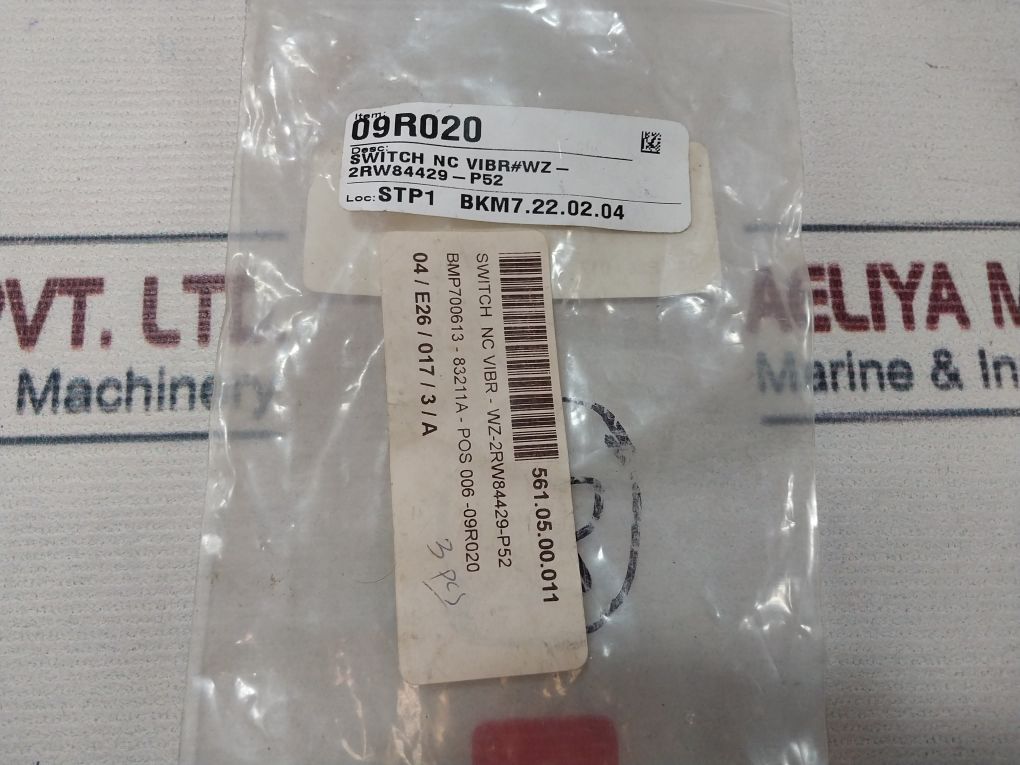 Item:
09R020
Desc:
SWITCH NC VIBR#WZ-
2RW84429-P52
Loc: STP1 BKM7.22.02.04
561.05.00.011
SWITCH NC VIBR - WZ-2RW84429-P52
BMP700613 - 83211A - POS 006 -09R020
04 / E26 / 017 / 3 / A
3 pcs
PVT. LTD
Machinery
AELIYA M
Marine & In